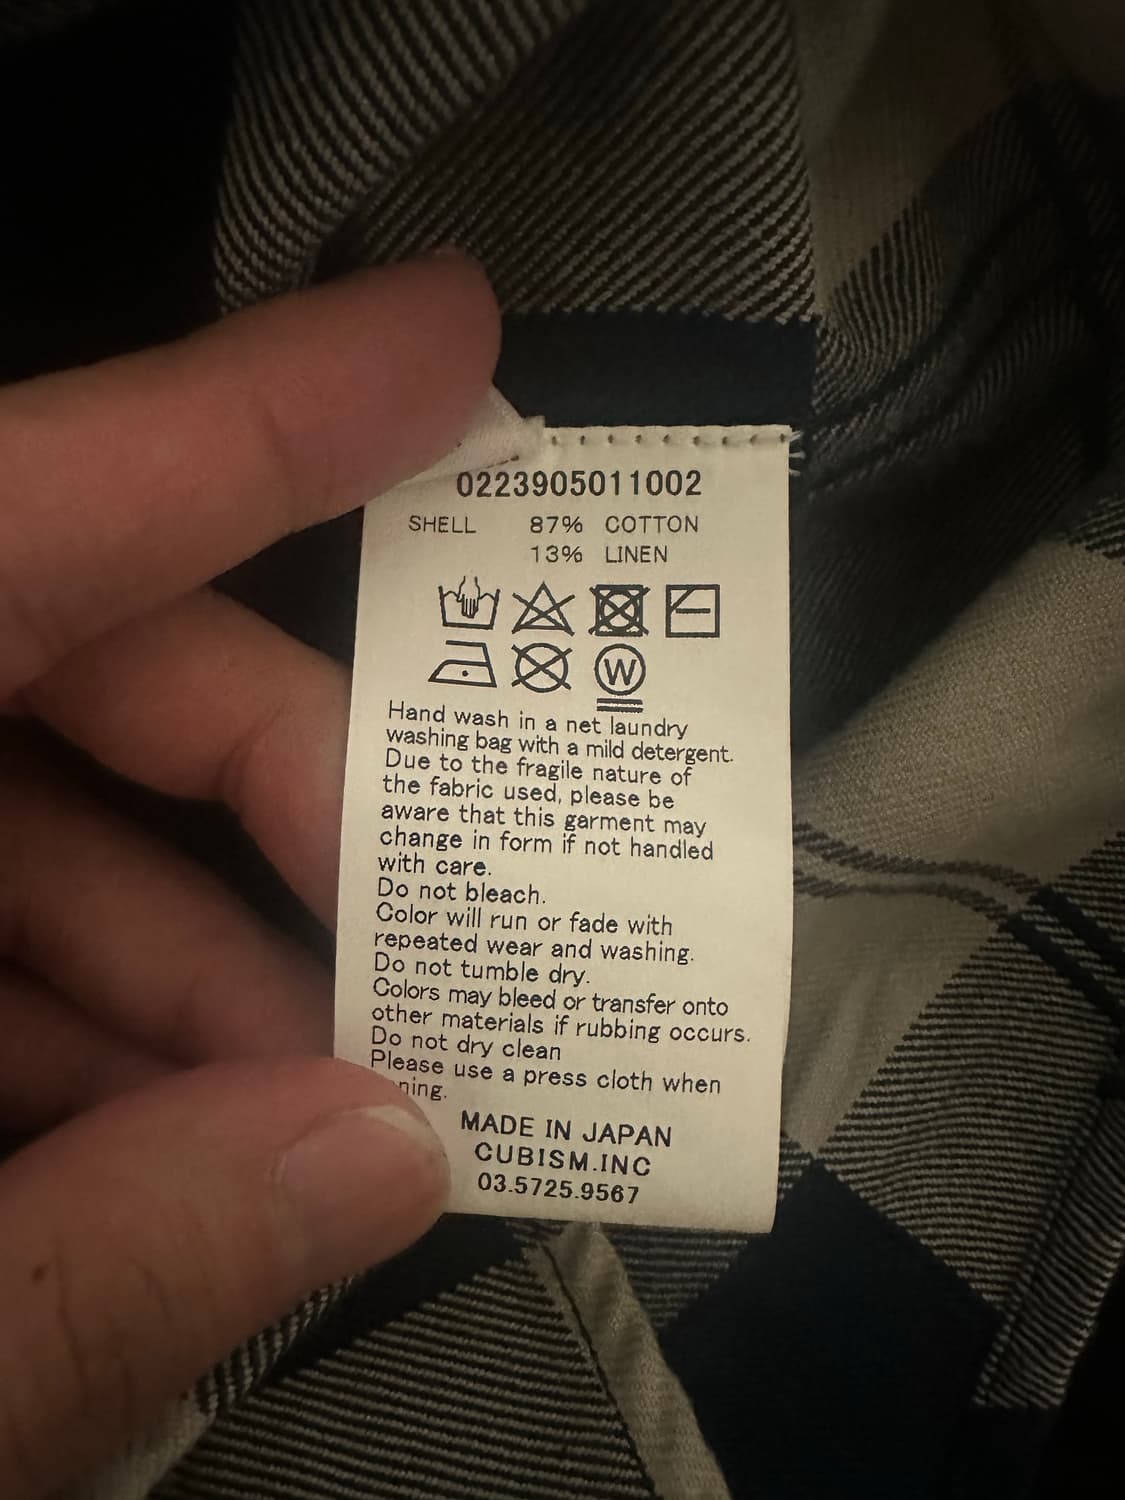 0223905011002
SHELL 87% COTTON
13% LINEN
W
Hand wash in a net laundry
washing bag with a mild detergent.
Due to the fragile nature of
the fabric used, please be
aware that this garment may
change in form if not handled
with care.
Do not bleach.
Color will run or fade with
repeated wear and washing.
Do not tumble dry.
Colors may bleed or transfer onto
other materials if rubbing occurs.
Do not dry clean
Please use a press cloth when
MADE IN JAPAN
CUBISM.INC
03.5725.9567